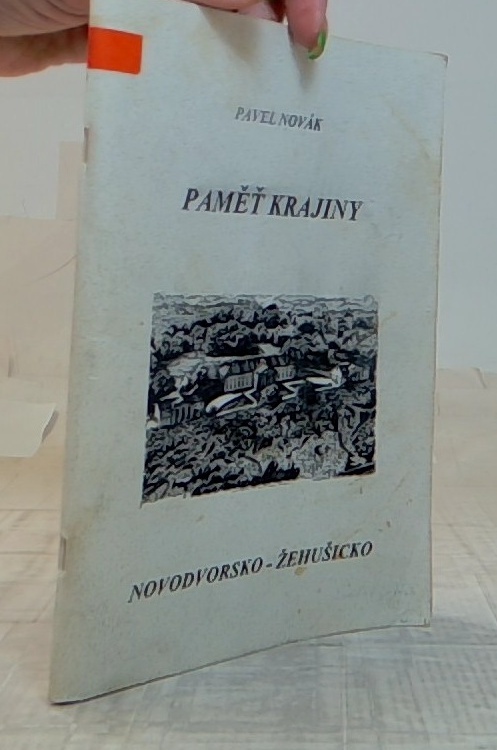 PAVEL NOVÁK
PAMĚŤ KRAJINY
NOVODVORSKO - ŽEHUŠICKO